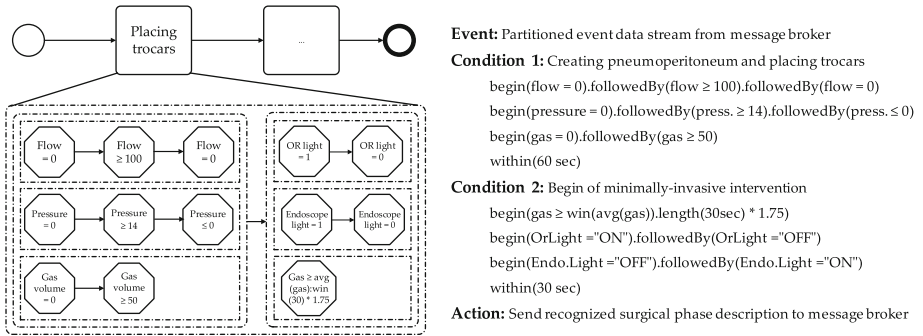 Placing
trocars
...
Flow
= 0
Flow
≥ 100
Flow
= 0
Pressure
= 0
Pressure
≥ 14
Pressure
≤ 0
Gas
volume
= 0
Gas
volume
≥ 50
OR light
= 1
OR light
= 0
Endoscope
light = 1
Endoscope
light = 0
Gas ≥ avg
(gas):win
(30) * 1.75
Event: Partitioned event data stream from message broker
Condition 1: Creating pneumoperitoneum and placing trocars
begin(flow = 0).followedBy(flow ≥ 100).followedBy(flow = 0)
begin(pressure = 0).followedBy(press. ≥ 14).followedBy(press. ≤ 0)
begin(gas = 0).followedBy(gas ≥ 50)
within(60 sec)
Condition 2: Begin of minimally-invasive intervention
begin(gas ≥ win(avg(gas)).length(30sec) * 1.75)
begin(OrLight ="ON").followedBy(OrLight ="OFF")
begin(Endo.Light ="OFF").followedBy(Endo.Light ="ON")
within(30 sec)
Action: Send recognized surgical phase description to message broker